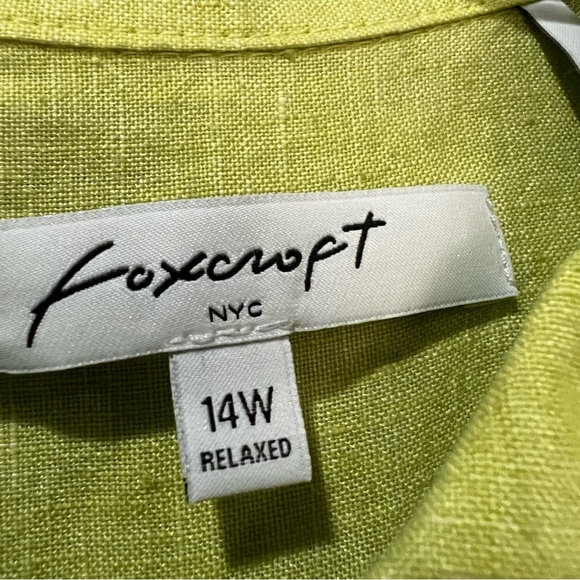 Foxcroft
NYC
14W
RELAXED